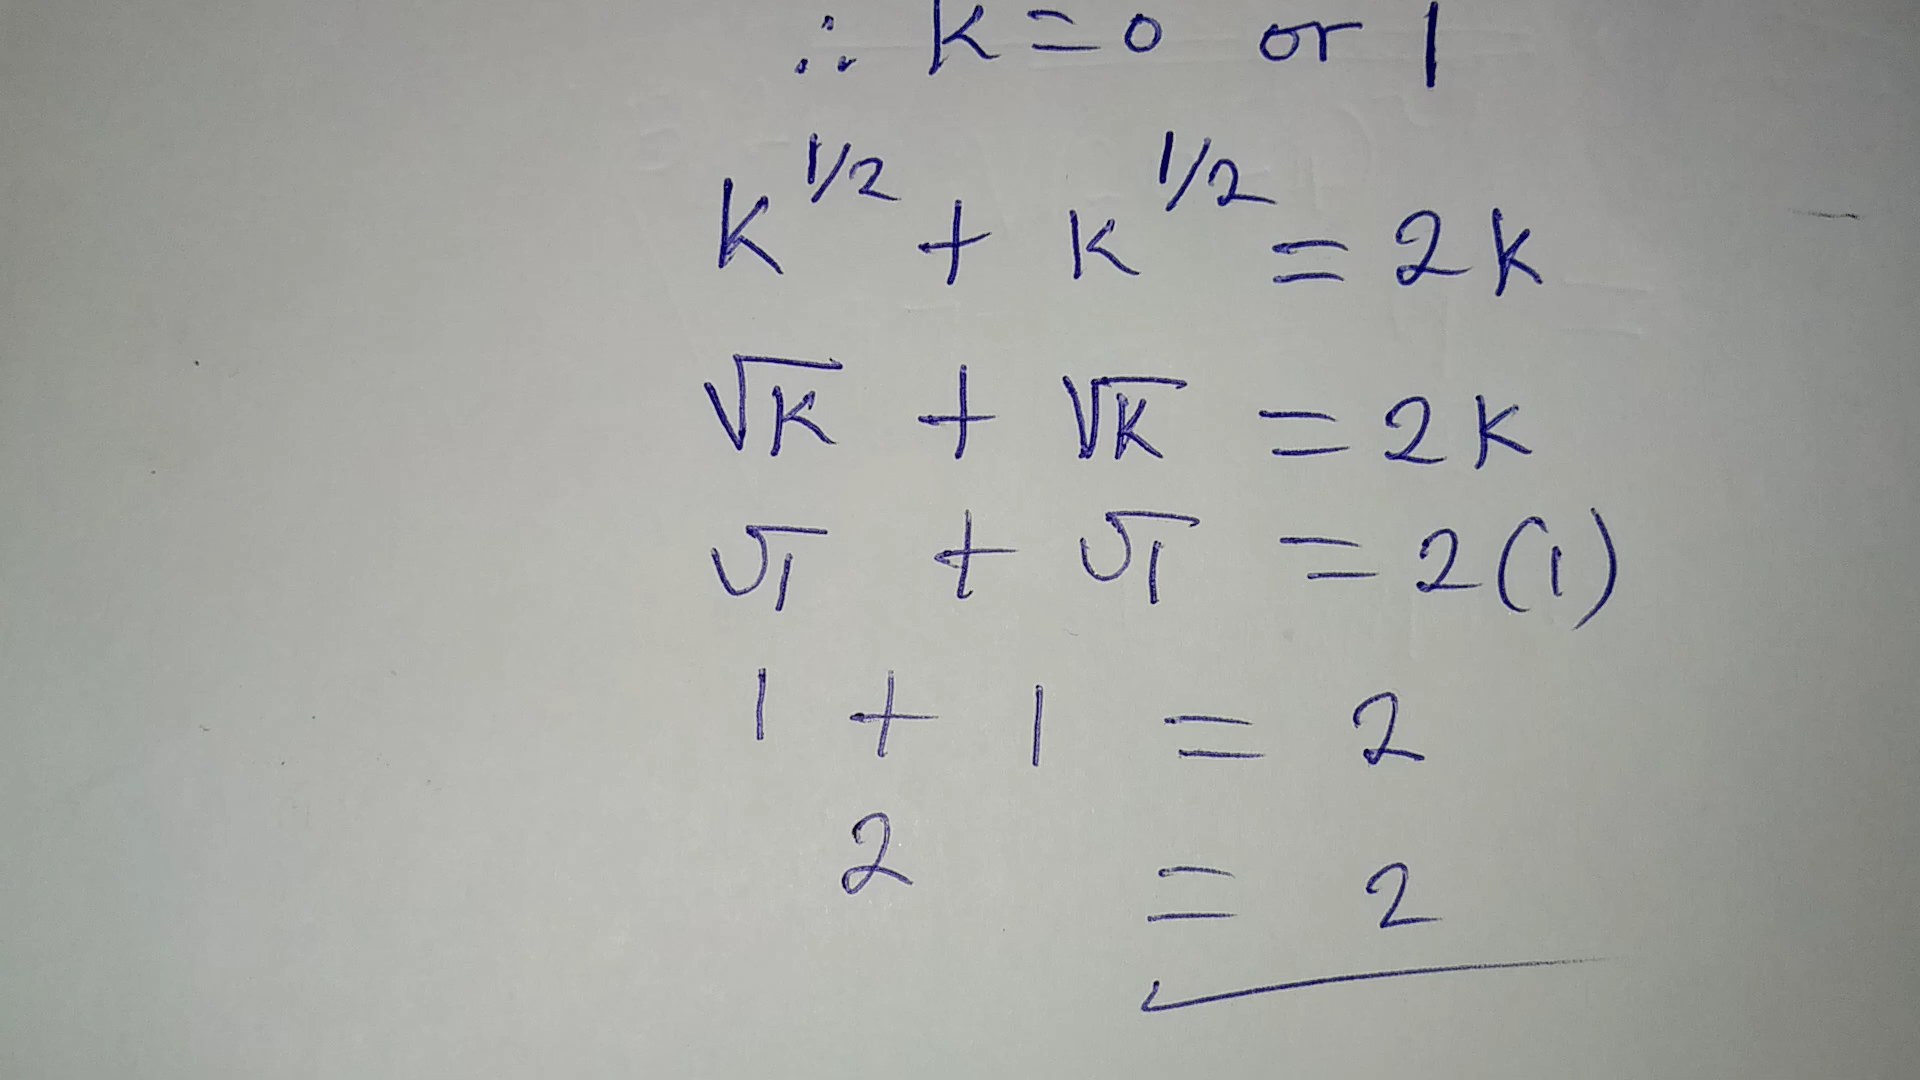 ∴ K = 0 or 1
K^1/2 + K^1/2 = 2K
√K + √K = 2K
√1 + √1 = 2(1)
1 + 1 = 2
2 = 2